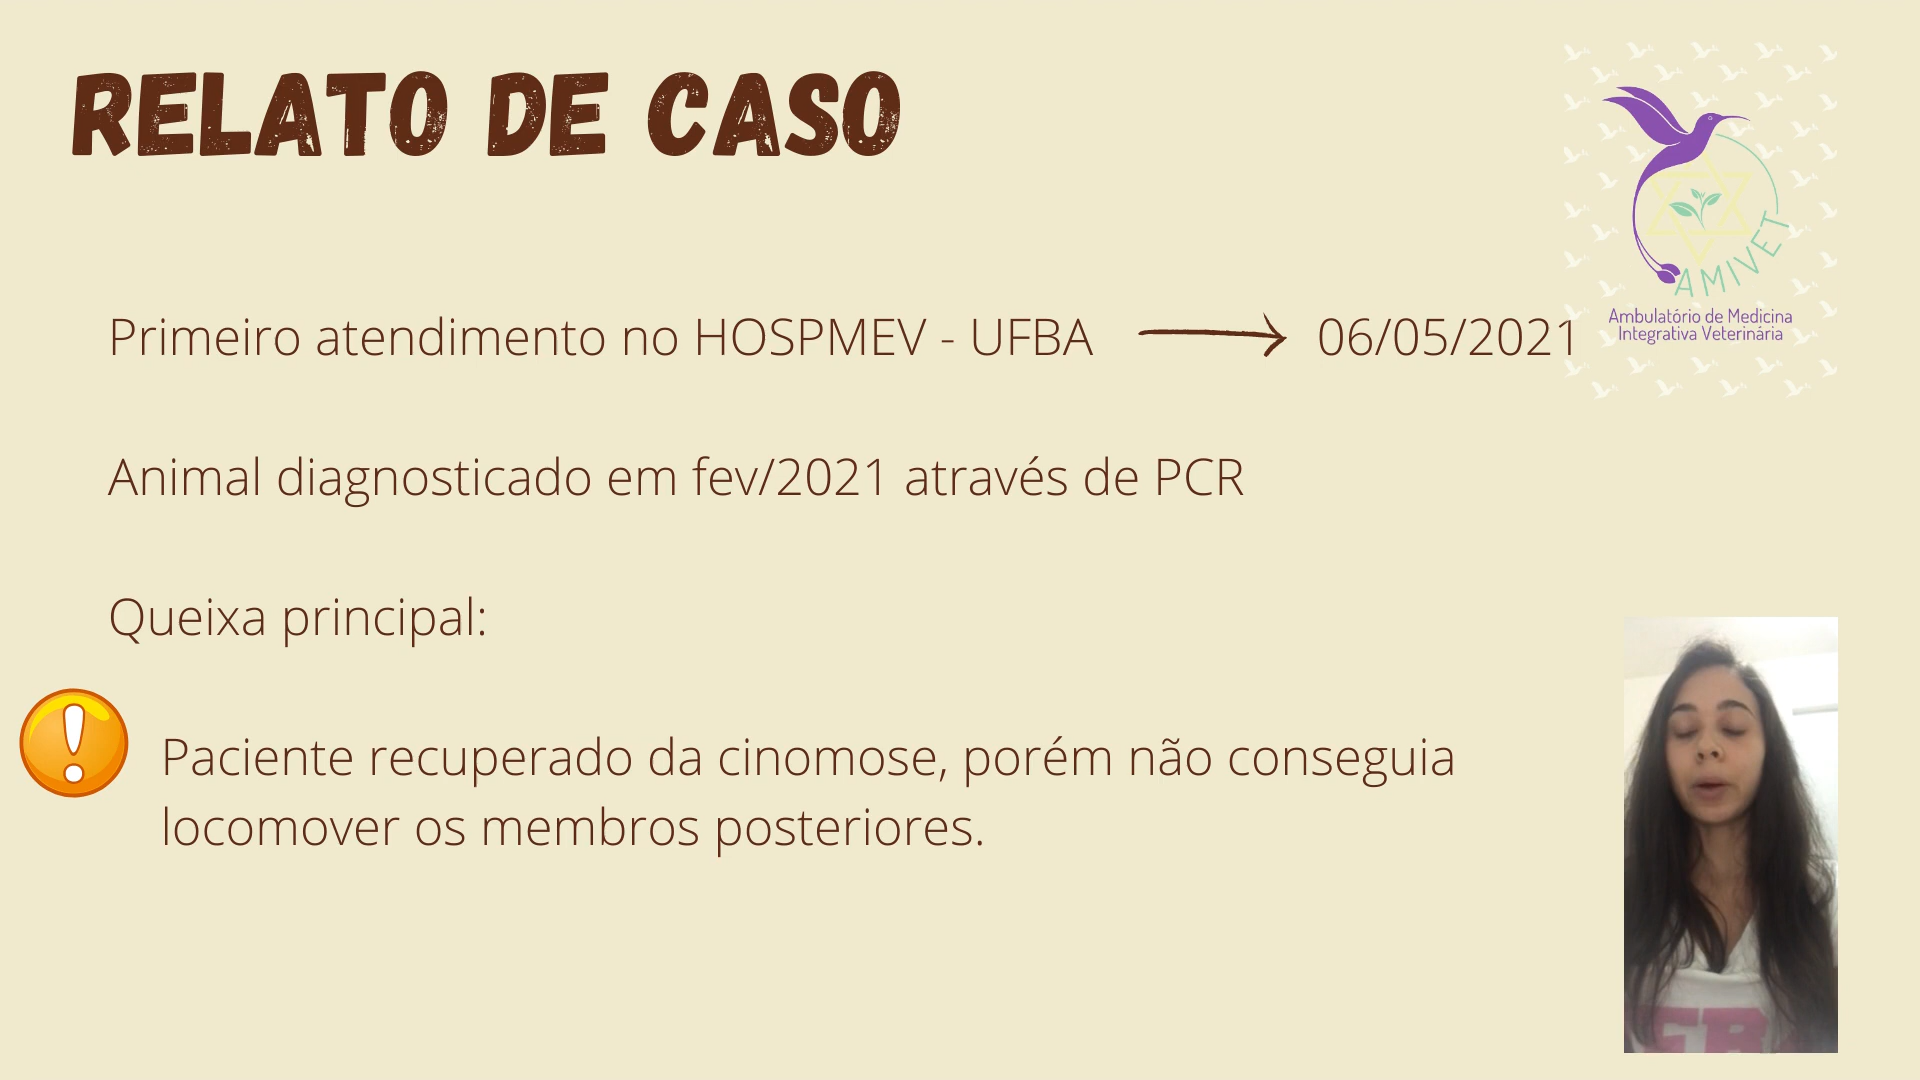 RELATO DE CASO
AMIVET
Ambulatório de Medicina
Integrativa Veterinária
Primeiro atendimento no HOSPMEV - UFBA 06/05/2021
Animal diagnosticado em fev/2021 através de PCR
Queixa principal:
Paciente recuperado da cinomose, porém não conseguia
locomover os membros posteriores.